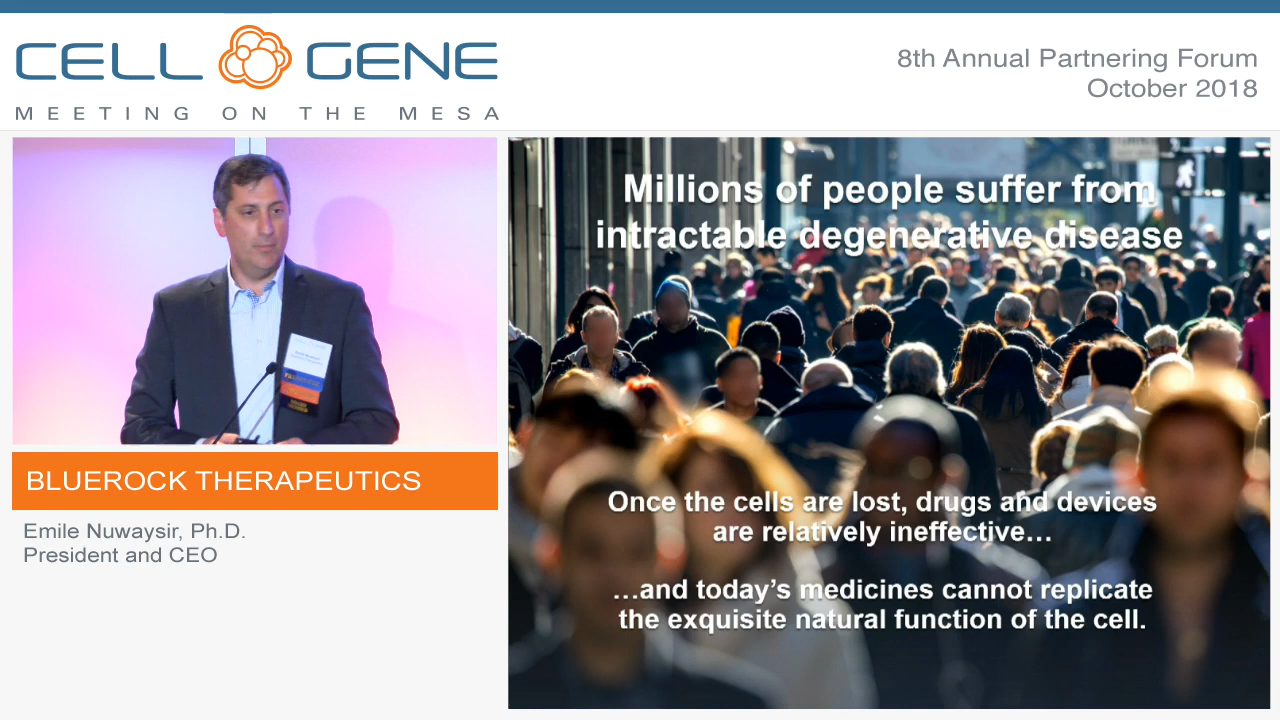 CELL GENE
MEETING ON THE MESA
8th Annual Partnering Forum
October 2018
BLUEROCK THERAPEUTICS
Emile Nuwaysir, Ph.D.
President and CEO
Millions of people suffer from
intractable degenerative disease
Once the cells are lost, drugs and devices
are relatively ineffective…
…and today’s medicines cannot replicate
the exquisite natural function of the cell.